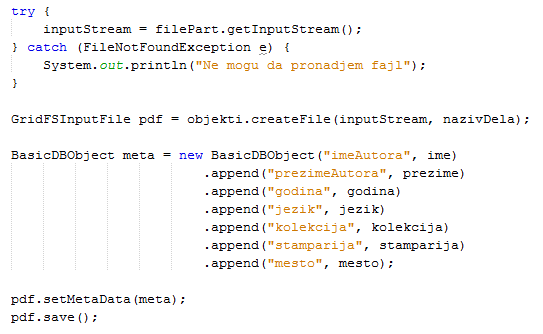 try {
    inputStream = filePart.getInputStream();
} catch (FileNotFoundException e) {
    System.out.println("Ne mogu da pronadjem fajl");
}
GridFSInputFile pdf = objekti.createFile(inputStream, nazivDela);
BasicDBObject meta = new BasicDBObject("imeAutora", ime)
                        .append("prezimeAutora", prezime)
                        .append("godina", godina)
                        .append("jezik", jezik)
                        .append("kolekcija", kolekcija)
                        .append("stamparija", stamparija)
                        .append("mesto", mesto);
pdf.setMetaData(meta);
pdf.save();